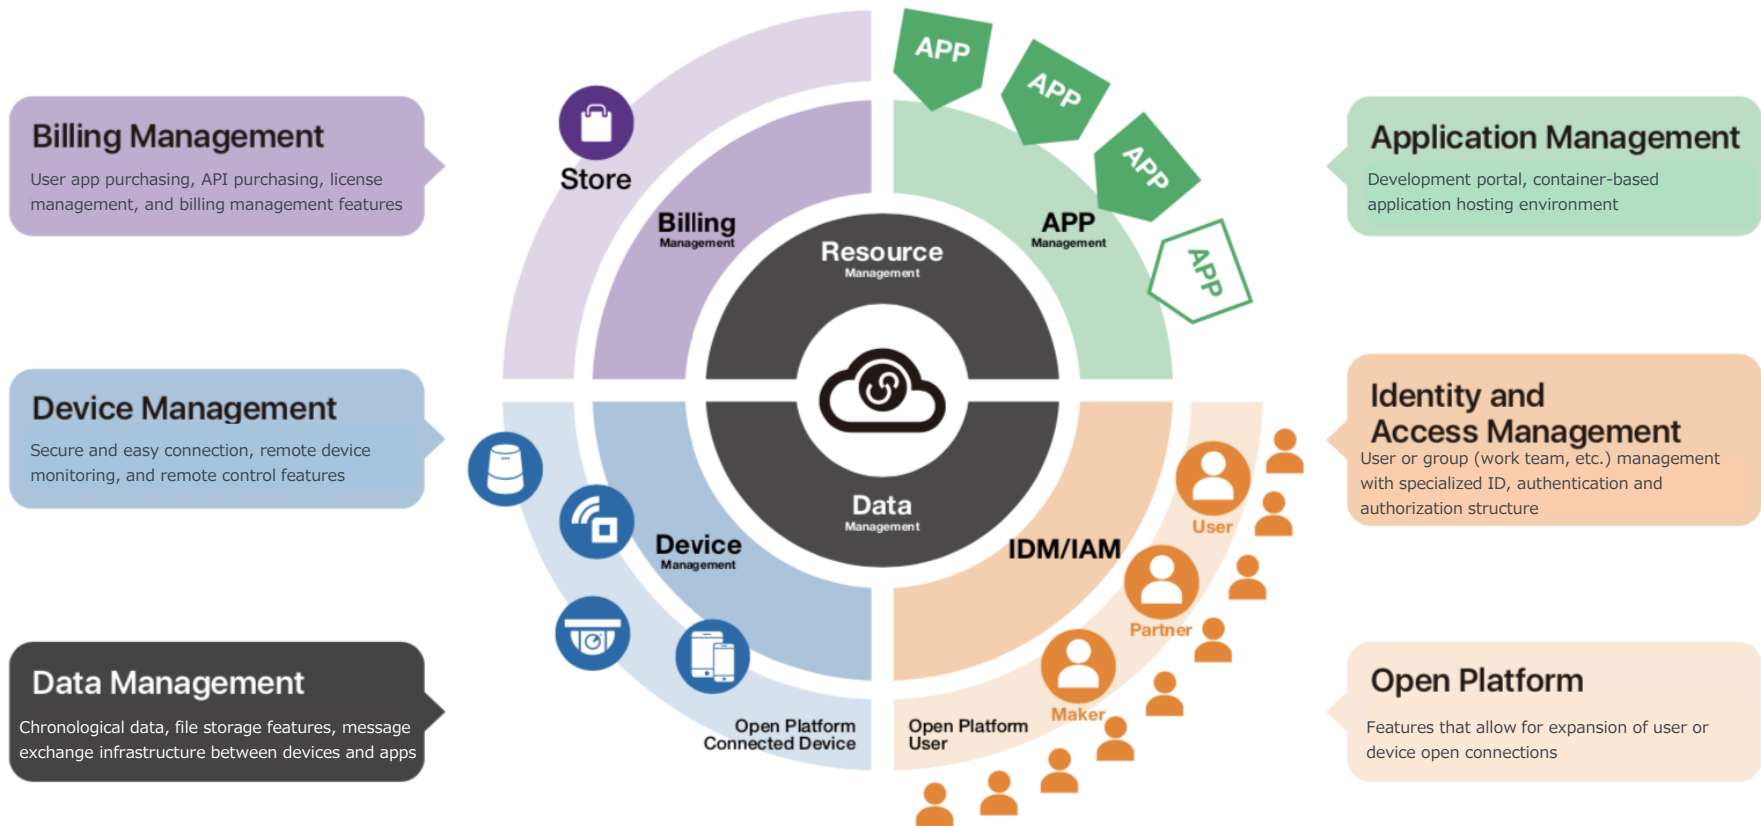 Billing Management
User app purchasing, API purchasing, license
management, and billing management features
Device Management
Secure and easy connection, remote device
monitoring, and remote control features
Data Management
Chronological data, file storage features, message
exchange infrastructure between devices and apps
Store
Billing
Management
Resource
Management
APP
Management
APP
APP
APP
APP
Device
Management
Data
Management
IDM/IAM
User
Partner
Maker
Open Platform
Connected Device
Open Platform
User
Application Management
Development portal, container-based
application hosting environment
Identity and
Access Management
User or group (work team, etc.) management
with specialized ID, authentication and
authorization structure
Open Platform
Features that allow for expansion of user or
device open connections